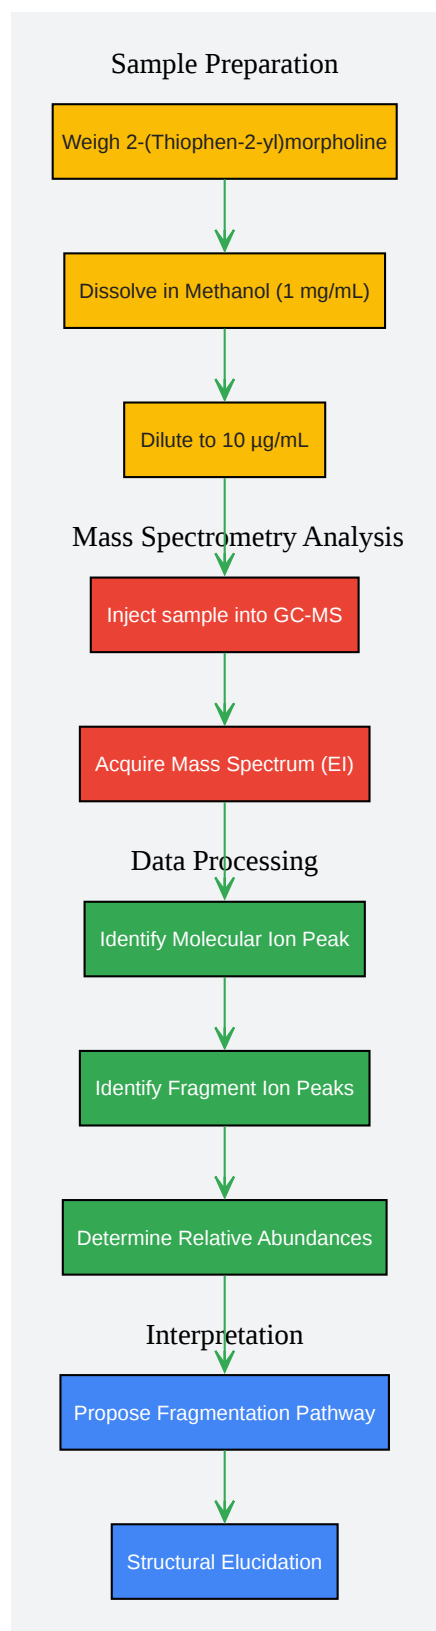 Sample Preparation
Weigh 2-(Thiophen-2-yl)morpholine
Dissolve in Methanol (1 mg/mL)
Dilute to 10 µg/mL
Mass Spectrometry Analysis
Inject sample into GC-MS
Acquire Mass Spectrum (EI)
Data Processing
Identify Molecular Ion Peak
Identify Fragment Ion Peaks
Determine Relative Abundances
Interpretation
Propose Fragmentation Pathway
Structural Elucidation